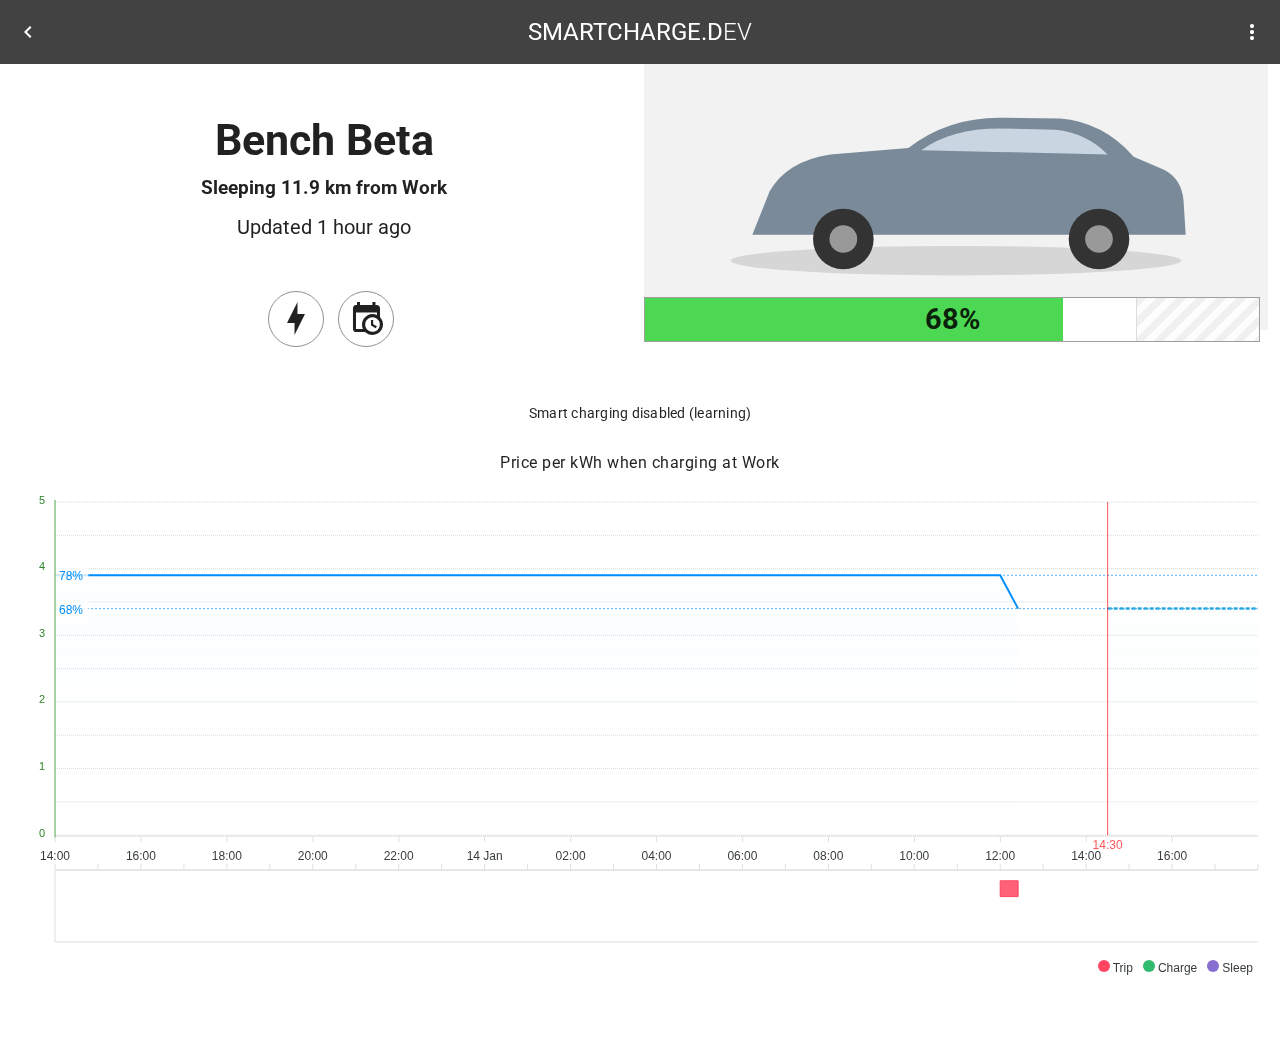 SMARTCHARGE.DEV
Bench Beta
Sleeping 11.9 km from Work
Updated 1 hour ago
68%
Smart charging disabled (learning)
Price per kWh when charging at Work
5
4
78%
68%
3
2
1
0
14:30
14:00 16:00 18:00 20:00 22:00 14 Jan 02:00 04:00 06:00 08:00 10:00 12:00 14:00 16:00
Trip Charge Sleep